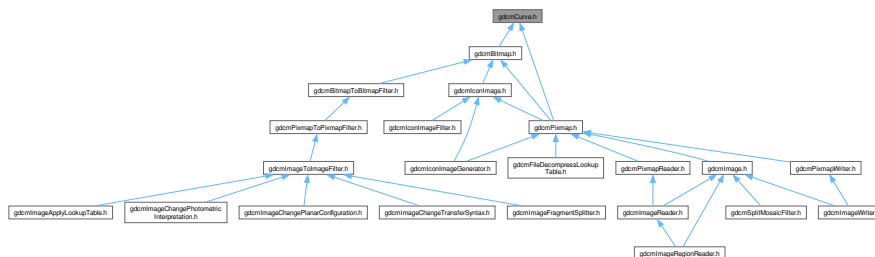 gdcmCurve.h
gdcmBitmap.h
gdcmBitmapToBitmapFilter.h
gdcmIconImage.h
gdcmPixmapToPixmapFilter.h
gdcmIconImageFilter.h
gdcmPixmap.h
gdcmImageToImageFilter.h
gdcmIconImageGenerator.h
gdcmFileDecompressLookup
Table.h
gdcmPixmapReader.h
gdcmImage.h
gdcmPixmapWriter.h
gdcmImageApplyLookupTable.h
gdcmImageChangePhotometric
Interpretation.h
gdcmImageChangePlanarConfiguration.h
gdcmImageChangeTransferSyntax.h
gdcmImageFragmentSplitter.h
gdcmImageReader.h
gdcmSplitMosaicFilter.h
gdcmImageWriter
gdcmImageRegionReader.h